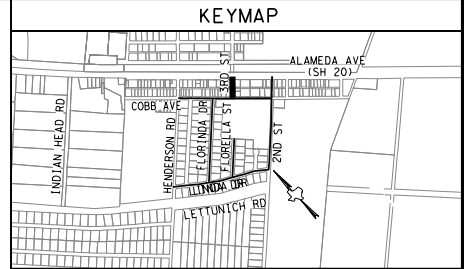 KEYMAP
3RD ST
ALAMEDA AVE
(SH 20)
COBB AVE
INDIAN HEAD RD
HENDERSON RD
FLORINDA DR
FLORELLA ST
2ND ST
LINDA DR
LETTUNICH RD